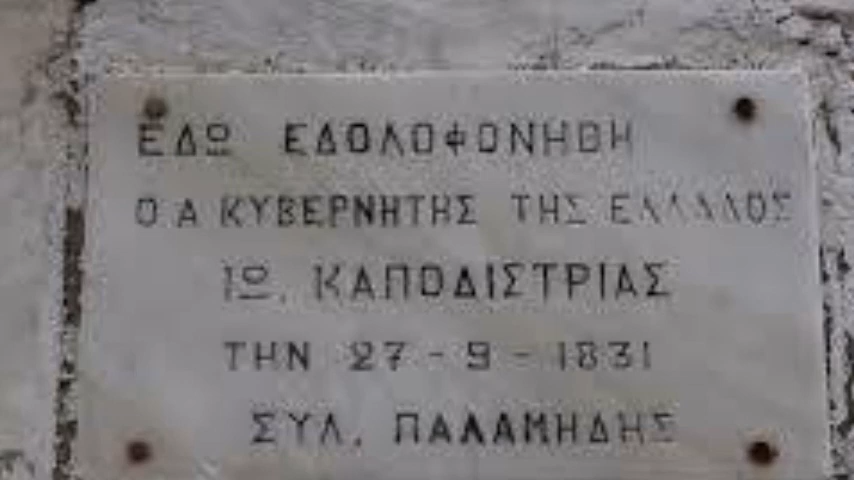 ΕΔΩ ΕΔΟΛΟΦΟΝΗΘΗ
Ο Α ΚΥΒΕΡΝΗΤΗΣ ΤΗΣ ΕΛΛΑΔΟΣ
ΙΩ. ΚΑΠΟΔΙΣΤΡΙΑΣ
ΤΗΝ 27 - 9 - 1831
ΣΥΛ. ΠΑΛΑΜΗΔΗΣ